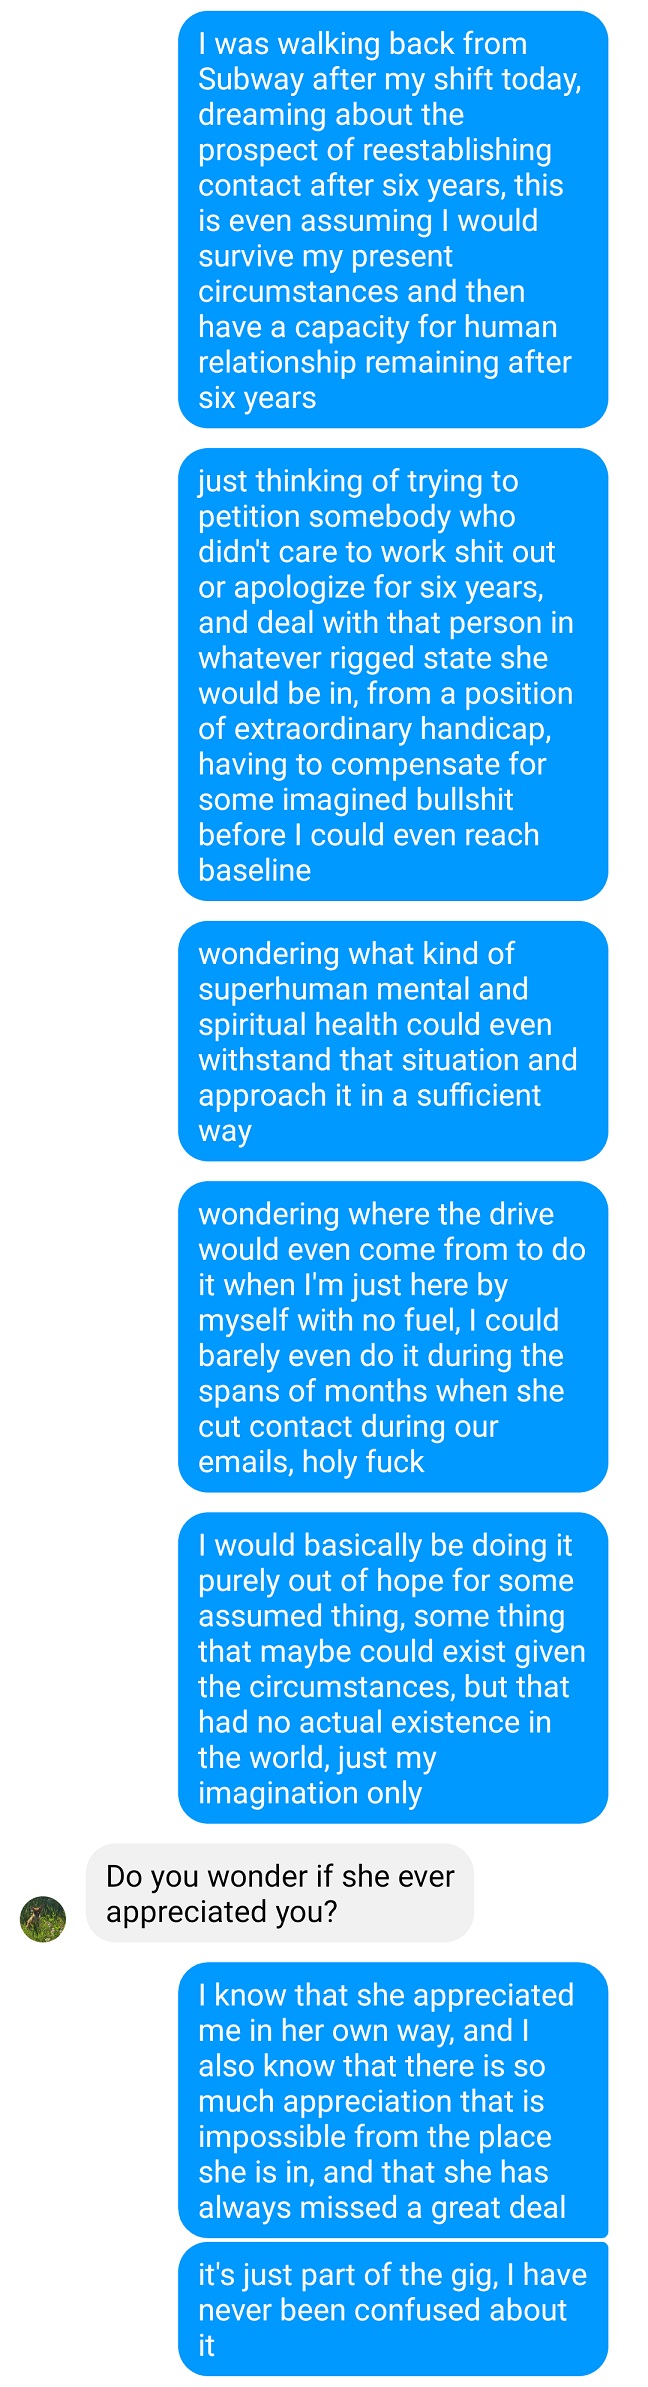 I was walking back from
Subway after my shift today,
dreaming about the
prospect of reestablishing
contact after six years, this
is even assuming I would
survive my present
circumstances and then
have a capacity for human
relationship remaining after
six years
just thinking of trying to
petition somebody who
didn't care to work shit out
or apologize for six years,
and deal with that person in
whatever rigged state she
would be in, from a position
of extraordinary handicap,
having to compensate for
some imagined bullshit
before I could even reach
baseline
wondering what kind of
superhuman mental and
spiritual health could even
withstand that situation and
approach it in a sufficient
way
wondering where the drive
would even come from to do
it when I'm just here by
myself with no fuel, I could
barely even do it during the
spans of months when she
cut contact during our
emails, holy fuck
I would basically be doing it
purely out of hope for some
assumed thing, some thing
that maybe could exist given
the circumstances, but that
had no actual existence in
the world, just my
imagination only
Do you wonder if she ever
appreciated you?
I know that she appreciated
me in her own way, and I
also know that there is so
much appreciation that is
impossible from the place
she is in, and that she has
always missed a great deal
it's just part of the gig, I have
never been confused about
it